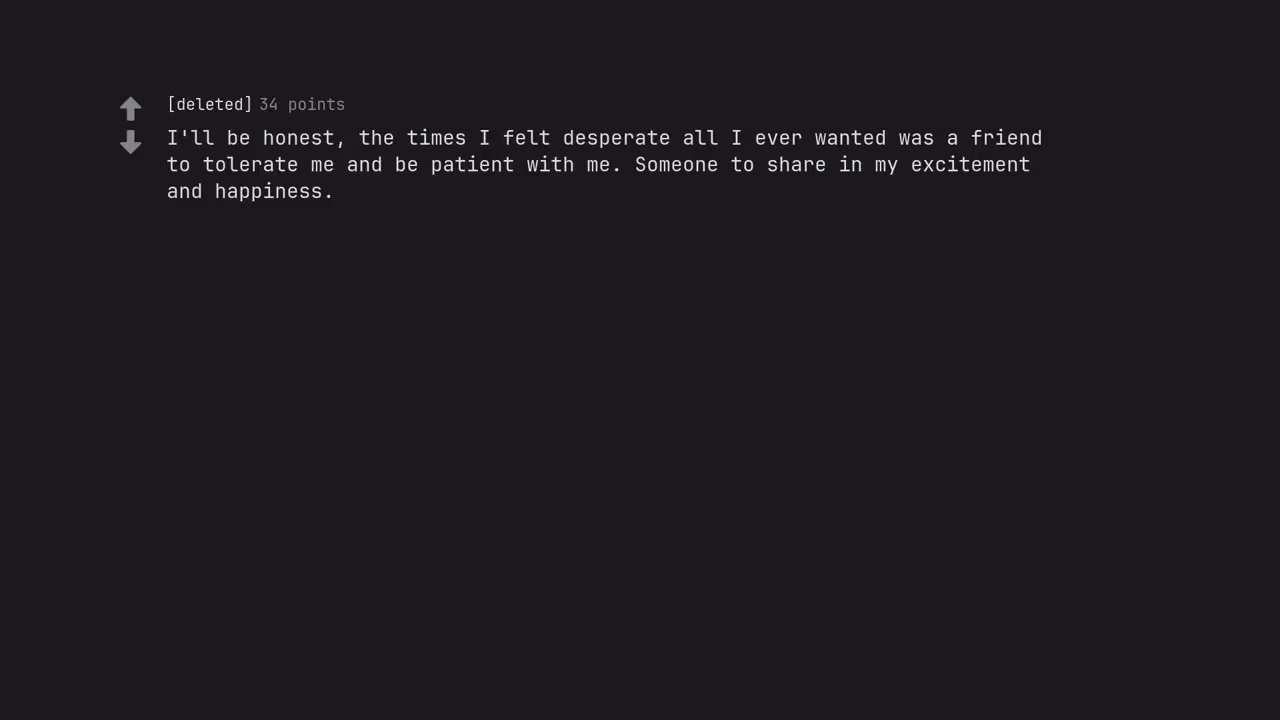 [deleted] 34 points
I'll be honest, the times I felt desperate all I ever wanted was a friend
to tolerate me and be patient with me. Someone to share in my excitement
and happiness.